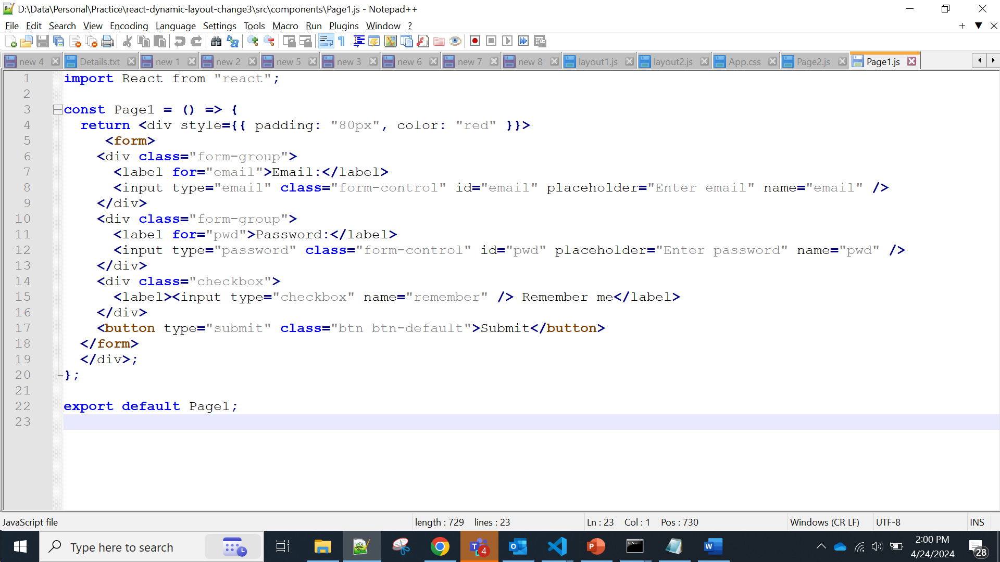 D:\Data\Personal\Practice\react-dynamic-layout-change3\src\components\Page1.js - Notepad++
File Edit Search View Encoding Language Settings Tools Macro Run Plugins Window ?
new 4 Details.txt new 1 new 2 new 5 new 3 new 6 new 7 new 8 layout1.js layout2.js App.css Page2.js Page1.js
1 import React from "react";
2
3 const Page1 = () => {
4 return <div style={{ padding: "80px", color: "red" }}>
5 <form>
6 <div class="form-group">
7 <label for="email">Email:</label>
8 <input type="email" class="form-control" id="email" placeholder="Enter email" name="email" />
9 </div>
10 <div class="form-group">
11 <label for="pwd">Password:</label>
12 <input type="password" class="form-control" id="pwd" placeholder="Enter password" name="pwd" />
13 </div>
14 <div class="checkbox">
15 <label><input type="checkbox" name="remember" /> Remember me</label>
16 </div>
17 <button type="submit" class="btn btn-default">Submit</button>
18 </form>
19 </div>;
20 };
21
22 export default Page1;
23
JavaScript file length : 729 lines : 23 Ln : 23 Col : 1 Pos : 730 Windows (CR LF) UTF-8 INS
Type here to search
4
2:00 PM
4/24/2024
28